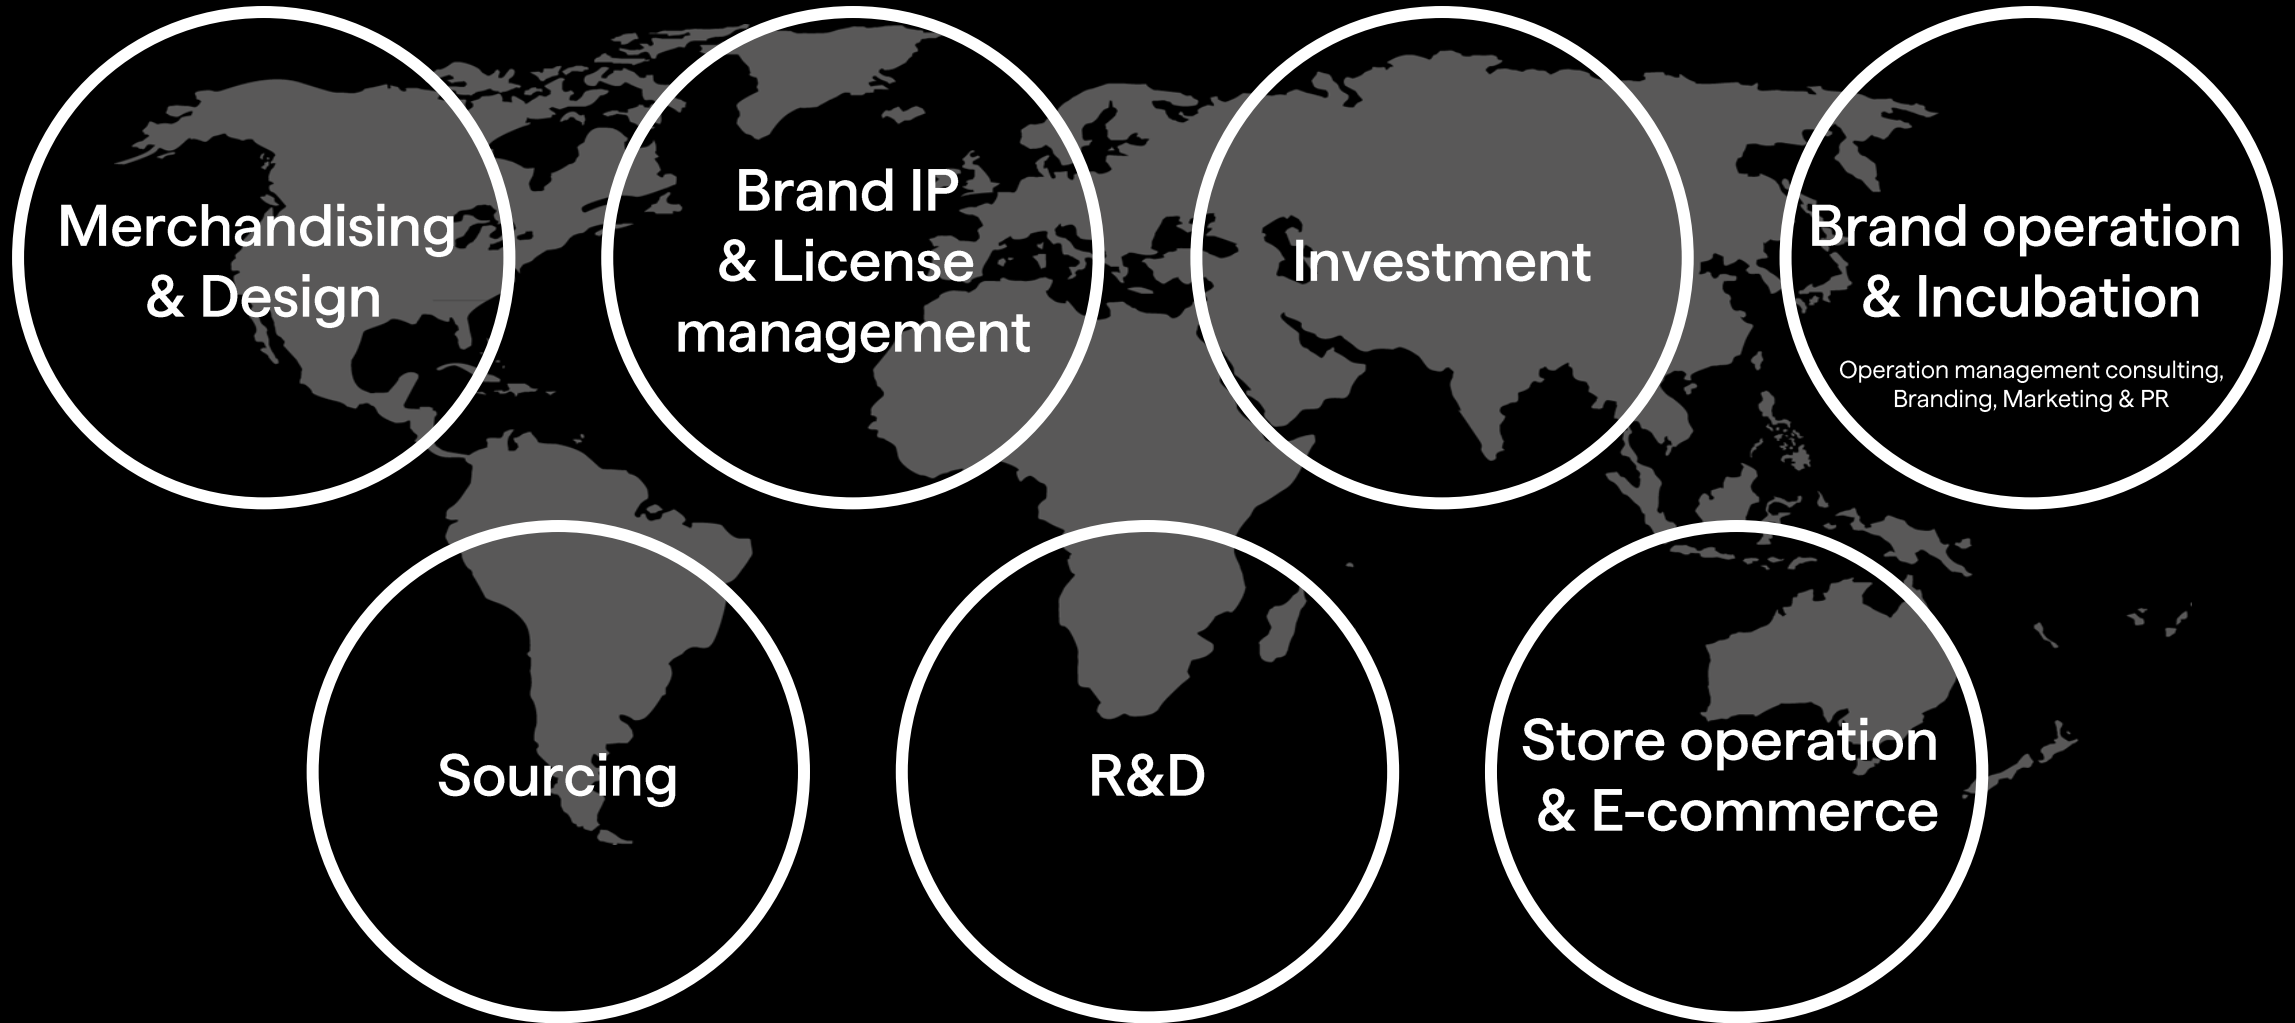 Merchandising
& Design
Brand IP
& License
management
Investment
Brand operation
& Incubation
Operation management consulting,
Branding, Marketing & PR
Sourcing
R&D
Store operation
& E-commerce